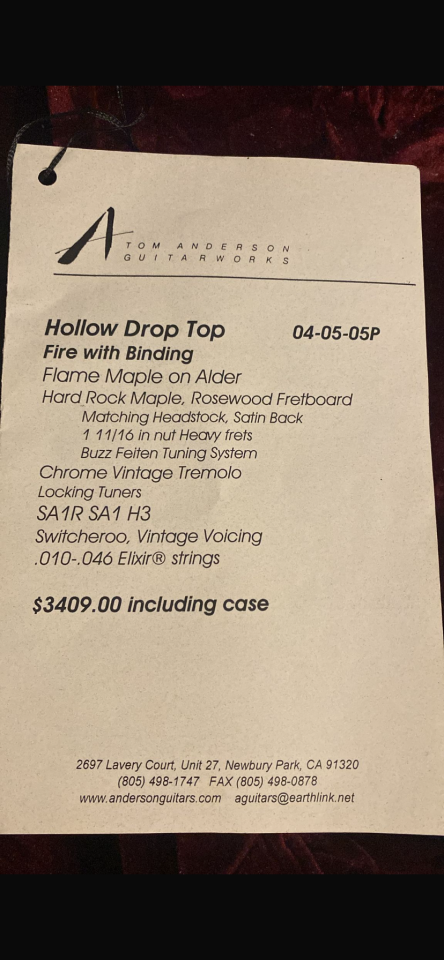 TOM ANDERSON
GUITARWORKS
Hollow Drop Top 04-05-05P
Fire with Binding
Flame Maple on Alder
Hard Rock Maple, Rosewood Fretboard
Matching Headstock, Satin Back
1 11/16 in nut Heavy frets
Buzz Feiten Tuning System
Chrome Vintage Tremolo
Locking Tuners
SA1R SA1 H3
Switcheroo, Vintage Voicing
.010-.046 Elixir® strings
$3409.00 including case
2697 Lavery Court, Unit 27, Newbury Park, CA 91320
(805) 498-1747 FAX (805) 498-0878
www.andersonguitars.com aguitars@earthlink.net